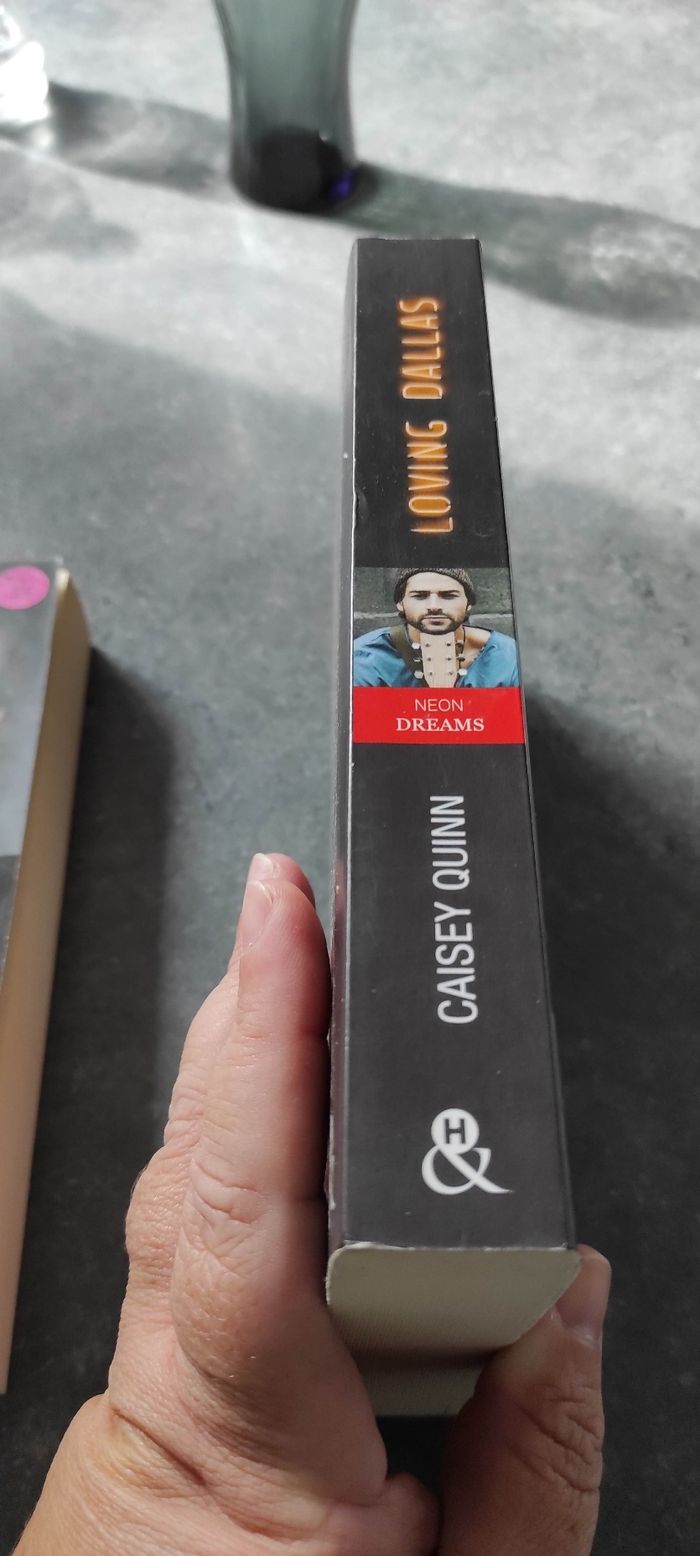 LOVING DALLAS
NEON
DREAMS
CAISEY QUINN
&H